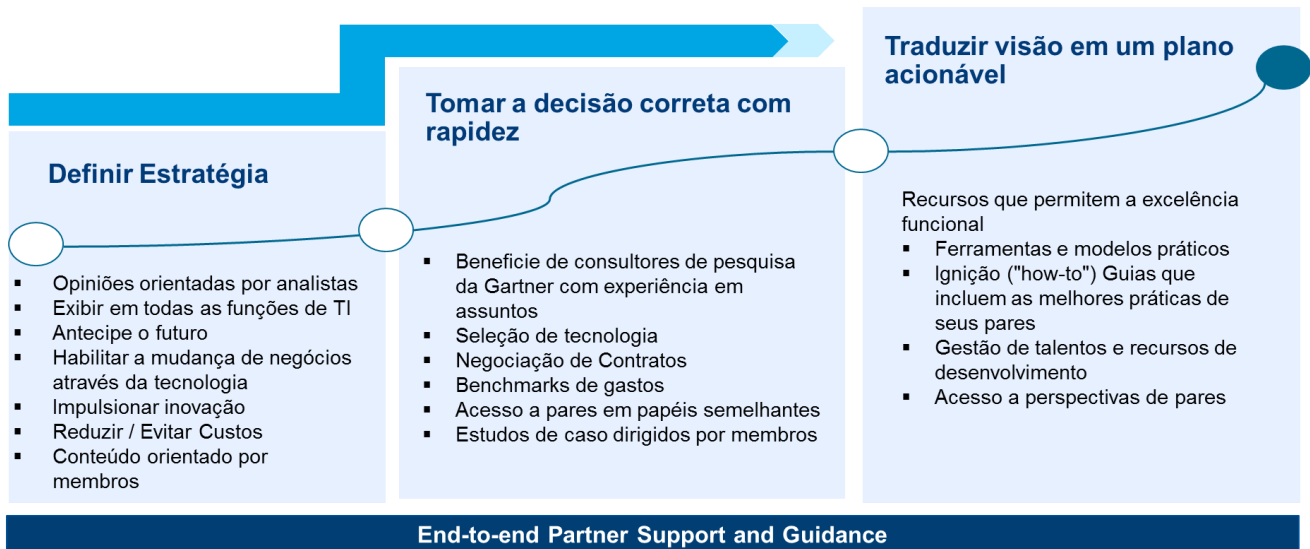 Definir Estratégia
▪ Opiniões orientadas por analistas
▪ Exibir em todas as funções de TI
▪ Antecipe o futuro
▪ Habilitar a mudança de negócios
através da tecnologia
▪ Impulsionar inovação
▪ Reduzir / Evitar Custos
▪ Conteúdo orientado por
membros
Tomar a decisão correta com
rapidez
▪ Beneficie de consultores de pesquisa
da Gartner com experiência em
assuntos
▪ Seleção de tecnologia
▪ Negociação de Contratos
▪ Benchmarks de gastos
▪ Acesso a pares em papéis semelhantes
▪ Estudos de caso dirigidos por membros
Traduzir visão em um plano
acionável
Recursos que permitem a excelência
funcional
▪ Ferramentas e modelos práticos
▪ Ignição ("how-to") Guias que
incluem as melhores práticas de
seus pares
▪ Gestão de talentos e recursos de
desenvolvimento
▪ Acesso a perspectivas de pares
End-to-end Partner Support and Guidance